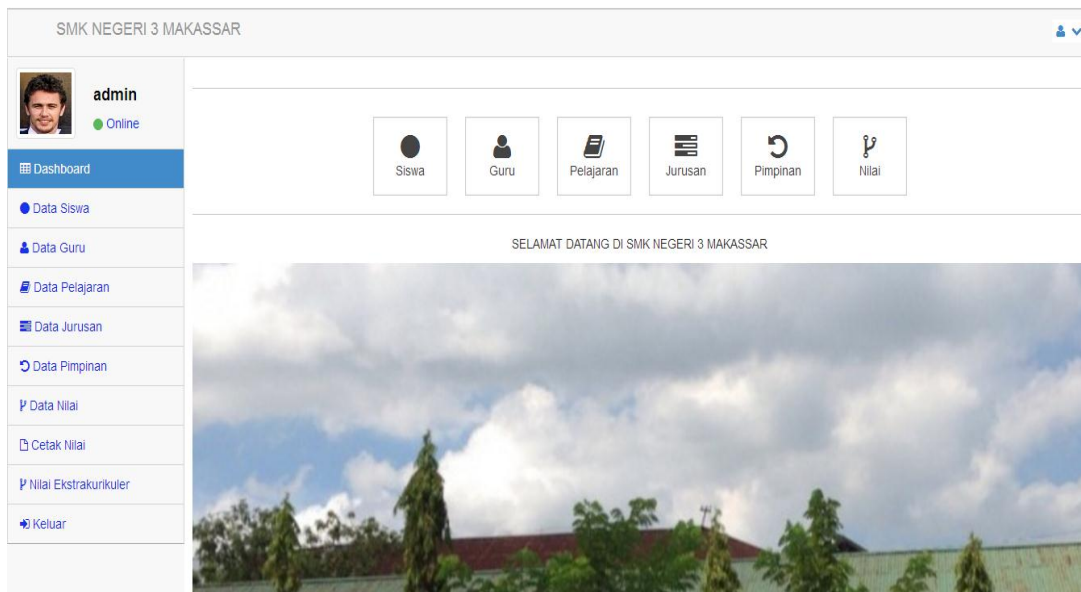 SMK NEGERI 3 MAKASSAR
admin
Online
Dashboard
Data Siswa
Data Guru
Data Pelajaran
Data Jurusan
Data Pimpinan
Data Nilai
Cetak Nilai
Nilai Ekstrakurikuler
Keluar
Siswa Guru Pelajaran Jurusan Pimpinan Nilai
SELAMAT DATANG DI SMK NEGERI 3 MAKASSAR